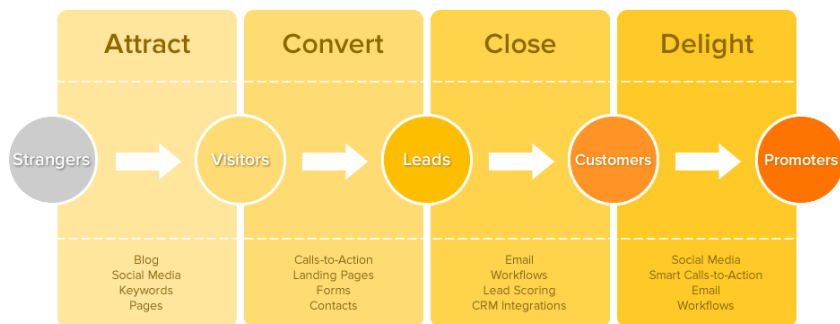 Attract
Convert
Close
Delight
Strangers
Visitors
Leads
Customers
Promoters
Blog
Social Media
Keywords
Pages
Calls-to-Action
Landing Pages
Forms
Contacts
Email
Workflows
Lead Scoring
CRM Integrations
Social Media
Smart Calls-to-Action
Email
Workflows